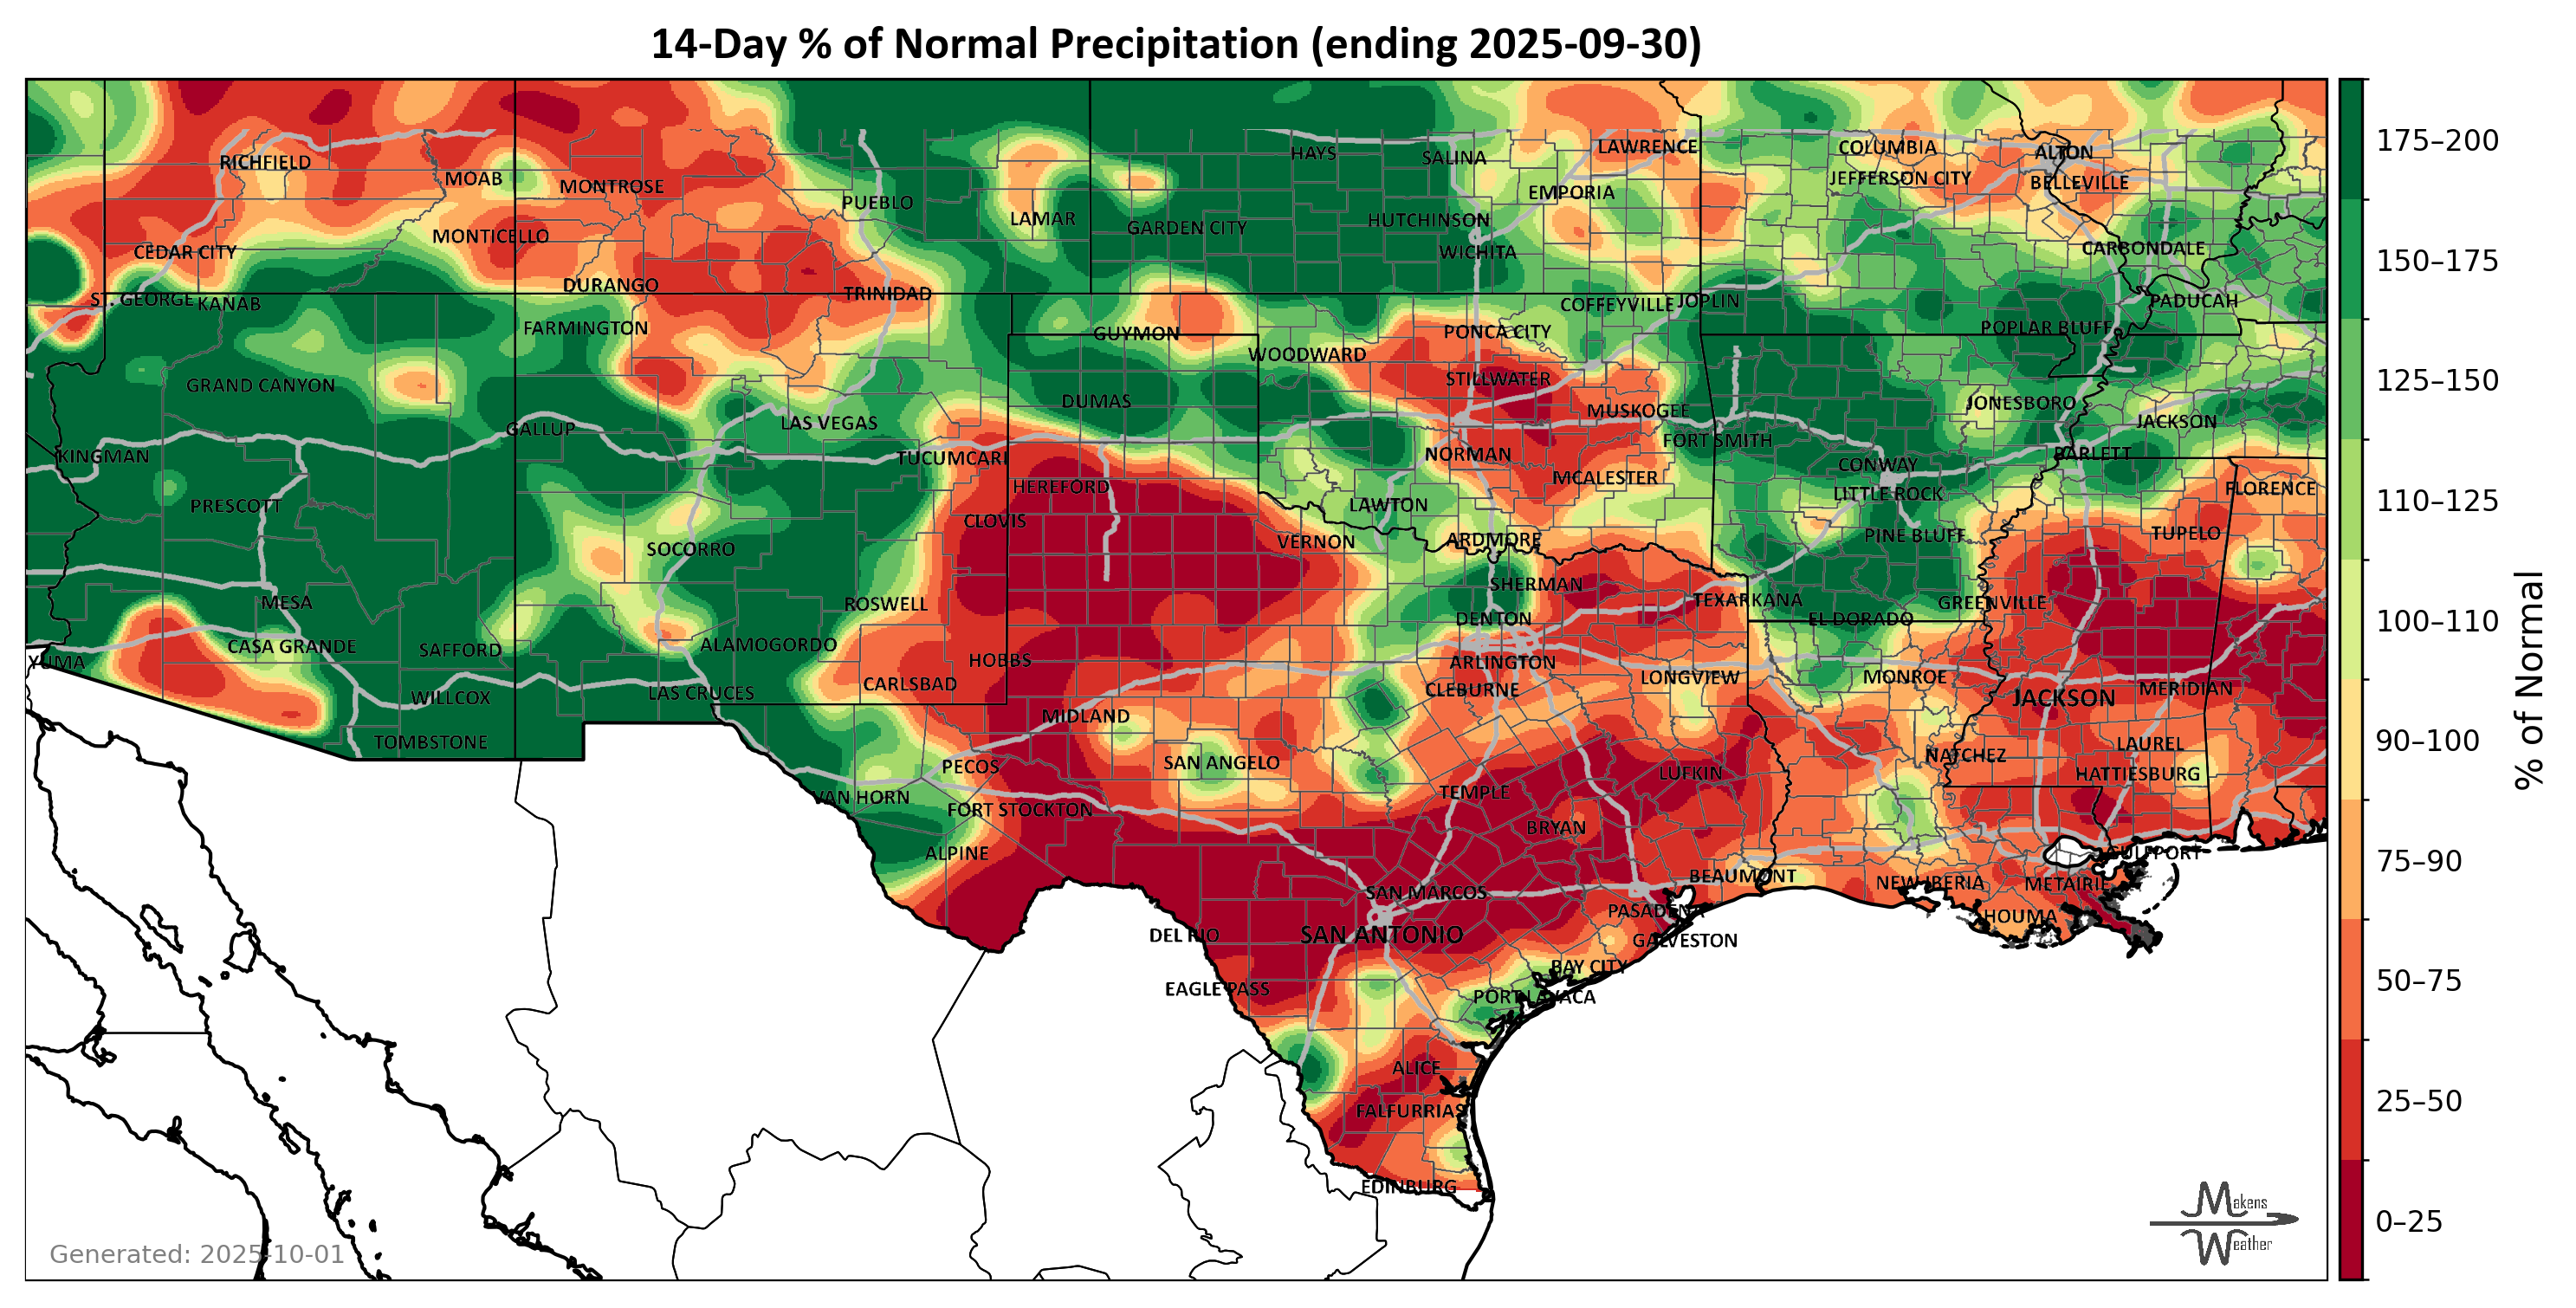 14-Day % of Normal Precipitation (ending 2025-09-30)
HAYS
SALINA
LAWRENCE
COLUMBIA
ALTON
RICHFIELD
MOAB
MONTROSE
EMPORIA
JEFFERSON CITY
BELLEVILLE
PUEBLO
LAMAR
GARDEN CITY
HUTCHINSON
MONTICELLO
CEDAR CITY
WICHITA
CARBONDALE
DURANGO
TRINIDAD
ST. GEORGE
KANAB
COFFEYVILLE
JOPLIN
PADUCAH
FARMINGTON
GUYMON
PONCA CITY
POPLAR BLUFF
WOODWARD
GRAND CANYON
STILLWATER
DUMAS
MUSKOGEE
JONESBORO
LAS VEGAS
JACKSON
GALLUP
FORT SMITH
KINGMAN
TUCUMCARI
NORMAN
BARLETT
CONWAY
HEREFORD
MCALESTER
LITTLE ROCK
FLORENCE
PRESCOTT
LAWTON
CLOVIS
VERNON
ARDMORE
PINE BLUFF
TUPELO
SOCORRO
SHERMAN
MESA
ROSWELL
TEXARKANA
GREENVILLE
DENTON
EL DORADO
CASA GRANDE
SAFFORD
ALAMOGORDO
YUMA
HOBBS
ARLINGTON
CARLSBAD
CLEBURNE
LONGVIEW
MONROE
WILLCOX
LAS CRUCES
JACKSON
MERIDIAN
MIDLAND
TOMBSTONE
LAUREL
NATCHEZ
PECOS
SAN ANGELO
LUFKIN
HATTIESBURG
VAN HORN
TEMPLE
FORT STOCKTON
BRYAN
ALPINE
GULFPORT
BEAUMONT
SAN MARCOS
NEW IBERIA
METAIRIE
PASADENA
HOUMA
DEL RIO
SAN ANTONIO
GALVESTON
BAY CITY
EAGLE PASS
PORT LAVACA
ALICE
FALFURRIAS
EDINBURG
175–200
150–175
125–150
110–125
100–110
90–100
75–90
50–75
25–50
0–25
% of Normal
Generated: 2025-10-01
Makens
Weather